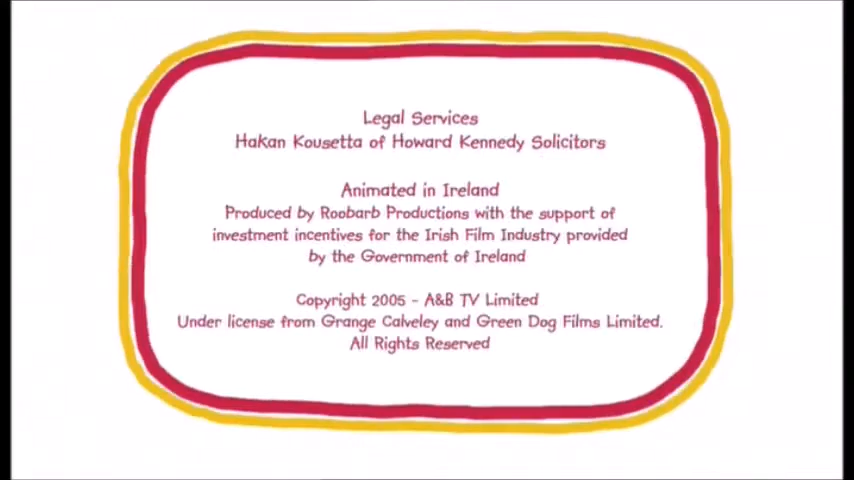 Legal Services
Hakan Kousetta of Howard Kennedy Solicitors
Animated in Ireland
Produced by Roobarb Productions with the support of
investment incentives for the Irish Film Industry provided
by the Government of Ireland
Copyright 2005 - A&B TV Limited
Under license from Grange Calveley and Green Dog Films Limited.
All Rights Reserved